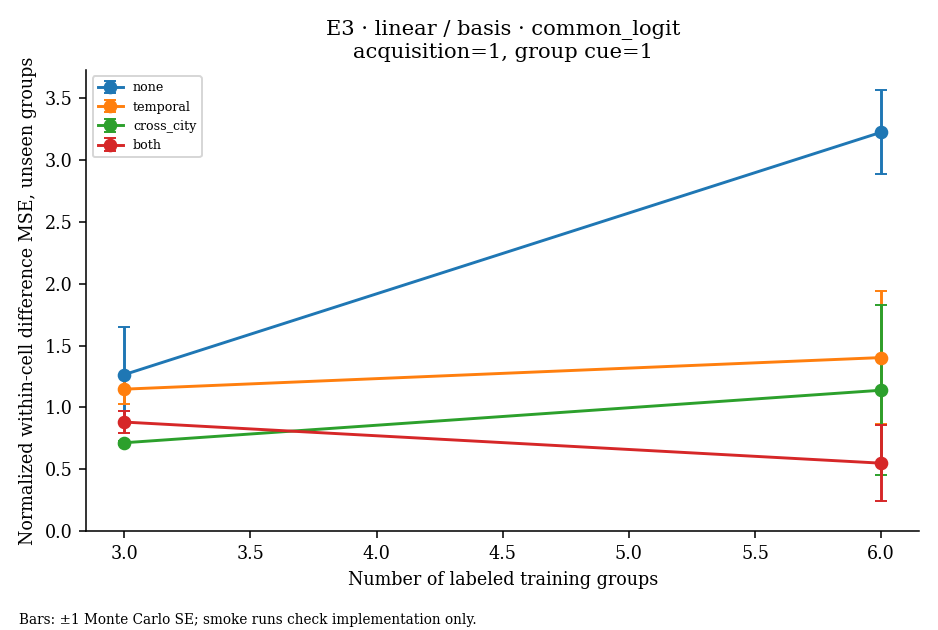 E3 · linear / basis · common_logit
acquisition=1, group cue=1
Normalized within-cell difference MSE, unseen groups
none
temporal
cross_city
both
3.5
3.0
2.5
2.0
1.5
1.0
0.5
0.0
3.0 3.5 4.0 4.5 5.0 5.5 6.0
Number of labeled training groups
Bars: ±1 Monte Carlo SE; smoke runs check implementation only.